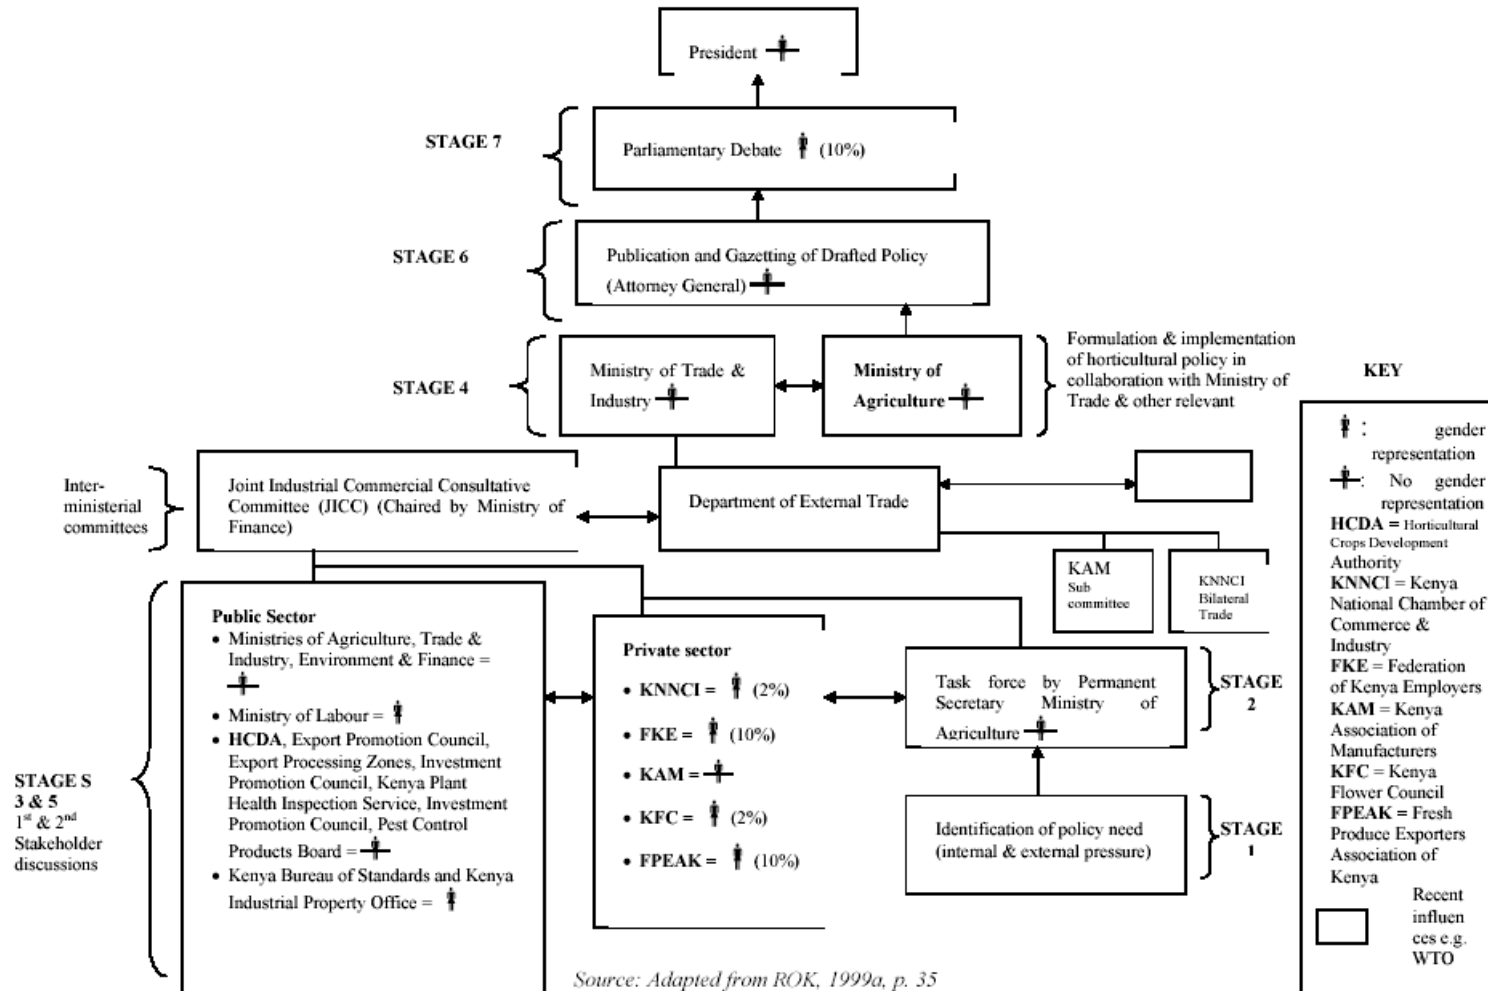 President
STAGE 7
Parliamentary Debate (10%)
STAGE 6
Publication and Gazetting of Drafted Policy
(Attorney General)
STAGE 4
Ministry of Trade &
Industry
Ministry of
Agriculture
Formulation & implementation
of horticultural policy in
collaboration with Ministry of
Trade & other relevant
Inter-
ministerial
committees
Joint Industrial Commercial Consultative
Committee (JICC) (Chaired by Ministry of
Finance)
Department of External Trade
KAM
Sub
committee
KNNCI
Bilateral
Trade
STAGE S
3 & 5
1st & 2nd
Stakeholder
discussions
Public Sector
• Ministries of Agriculture, Trade &
Industry, Environment & Finance =
• Ministry of Labour =
• HCDA, Export Promotion Council,
Export Processing Zones, Investment
Promotion Council, Kenya Plant
Health Inspection Service, Investment
Promotion Council, Pest Control
Products Board =
• Kenya Bureau of Standards and Kenya
Industrial Property Office =
Private sector
• KNNCI = (2%)
• FKE = (10%)
• KAM =
• KFC = (2%)
• FPEAK = (10%)
Task force by Permanent
Secretary Ministry of
Agriculture
STAGE
2
Identification of policy need
(internal & external pressure)
STAGE
1
KEY
: gender
representation
: No gender
representation
HCDA = Horticultural
Crops Development
Authority
KNNCI = Kenya
National Chamber of
Commerce &
Industry
FKE = Federation
of Kenya Employers
KAM = Kenya
Association of
Manufacturers
KFC = Kenya
Flower Council
FPEAK = Fresh
Produce Exporters
Association of
Kenya
Recent
influen
ces e.g.
WTO
Source: Adapted from ROK, 1999a, p. 35